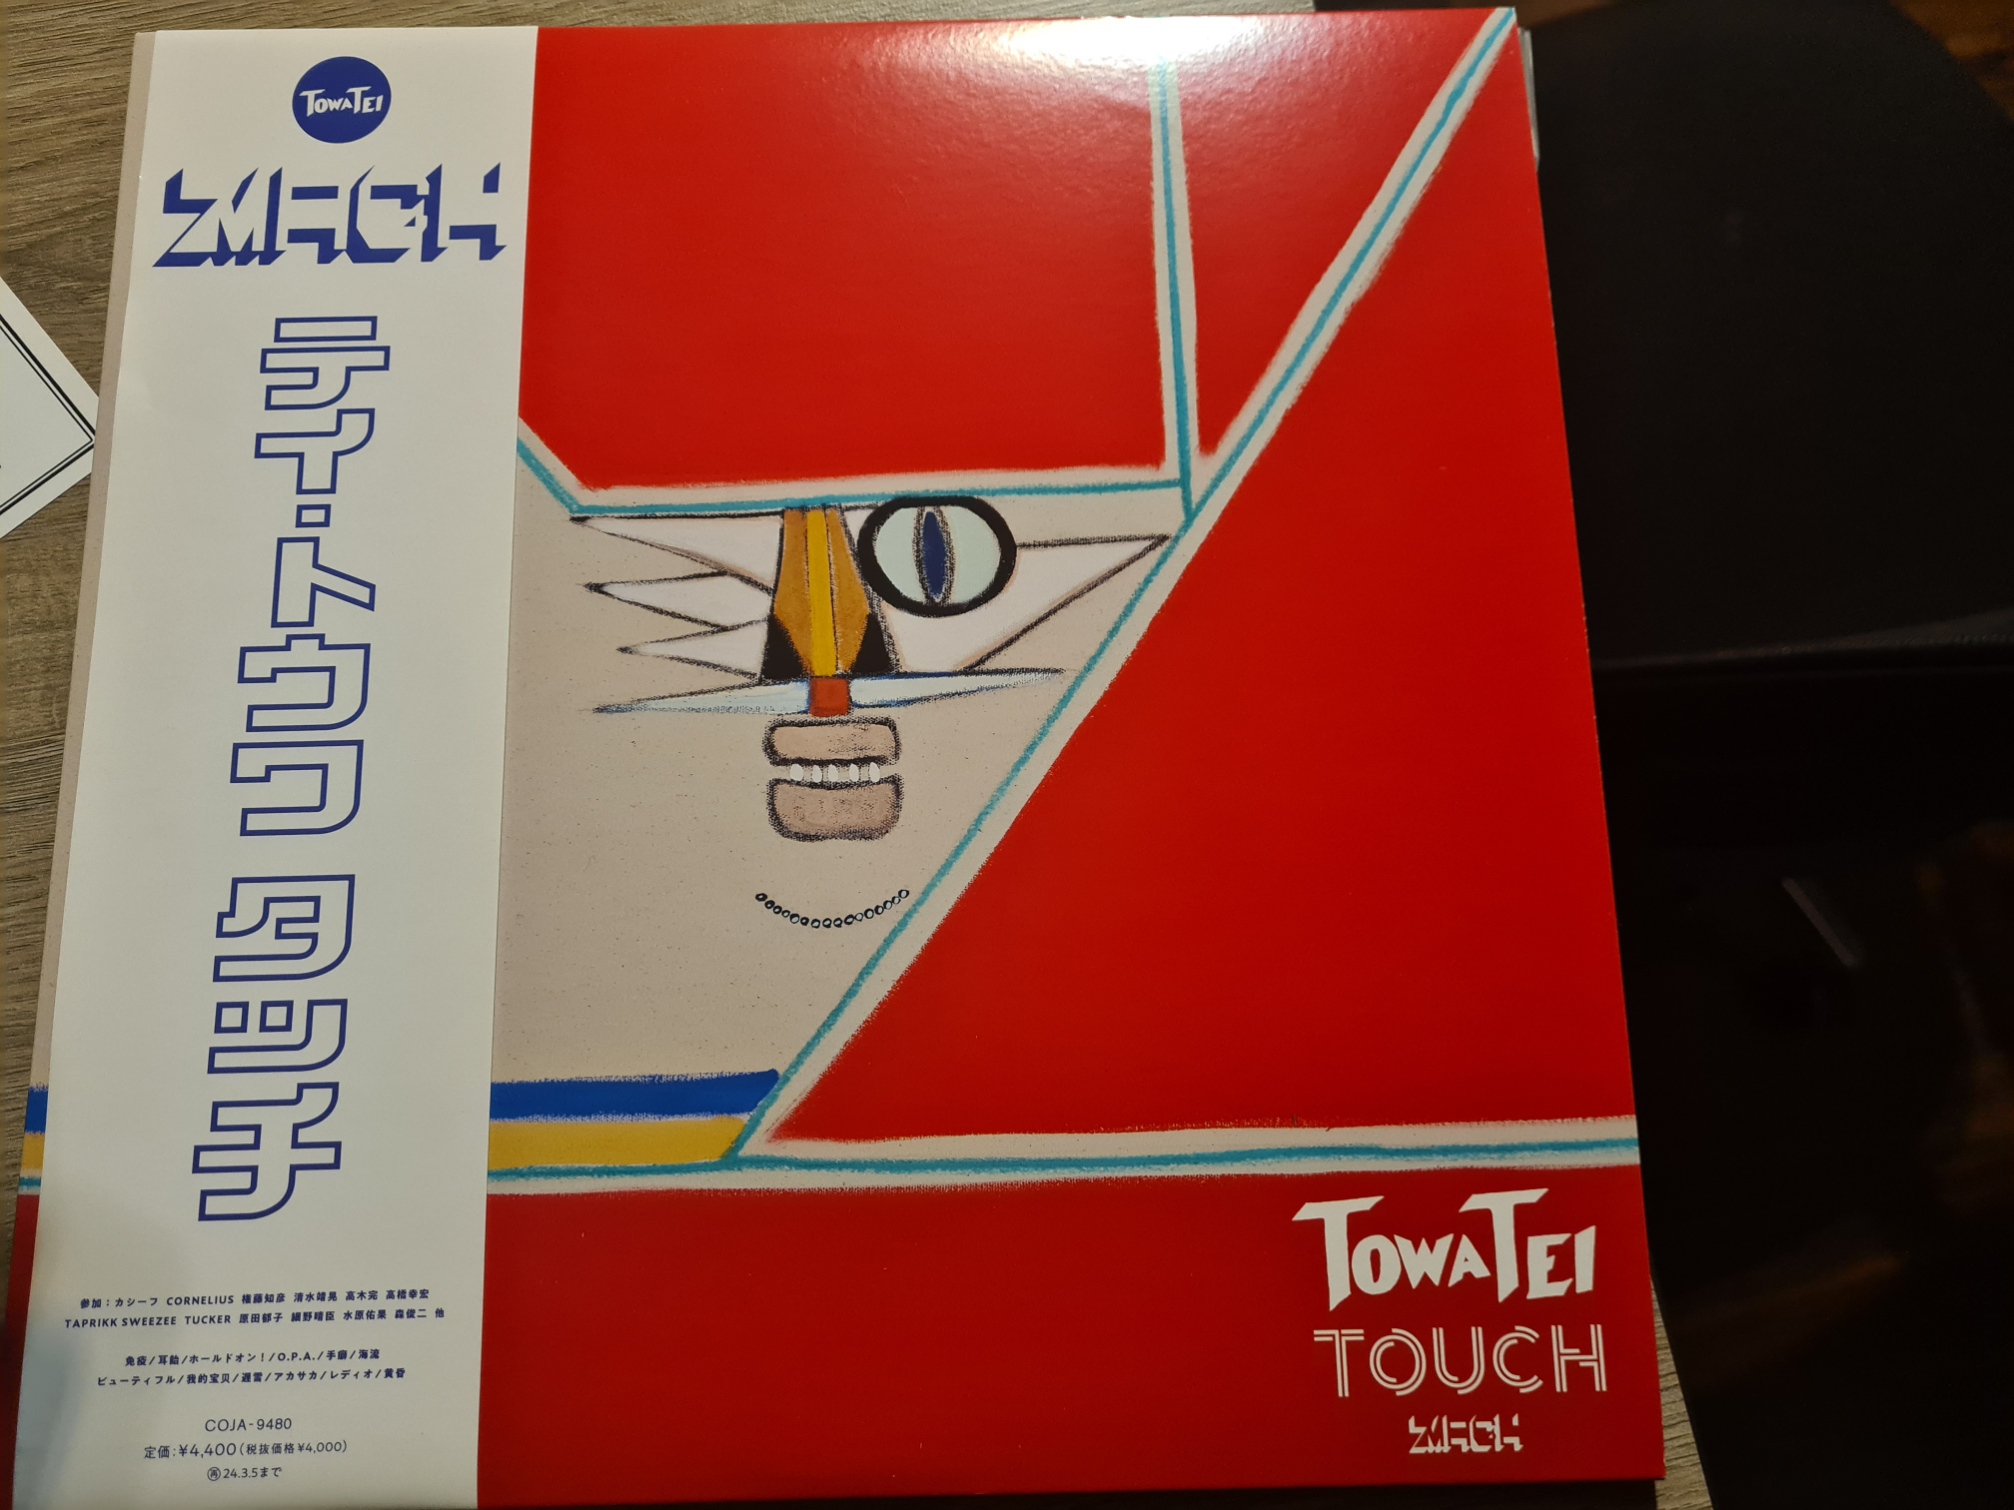 TOWA TEI
MACH
テイ・トウワ タッチ
参加：カシーフ CORNELIUS 権藤知彦 清水靖晃 高木完 高橋幸宏
TAPRIKK SWEEZEE TUCKER 原田郁子 細野晴臣 水原佑果 森俊二 他
免疫/耳飴/ホールドオン！/O.P.A./手癖/海流
ビューティフル/我的宝贝/遅雷/アカサカ/レディオ/黄昏
COJA-9480
定価:¥4,400(税抜価格¥4,000)
再 24.3.5まで
TOWA TEI
TOUCH
MACH